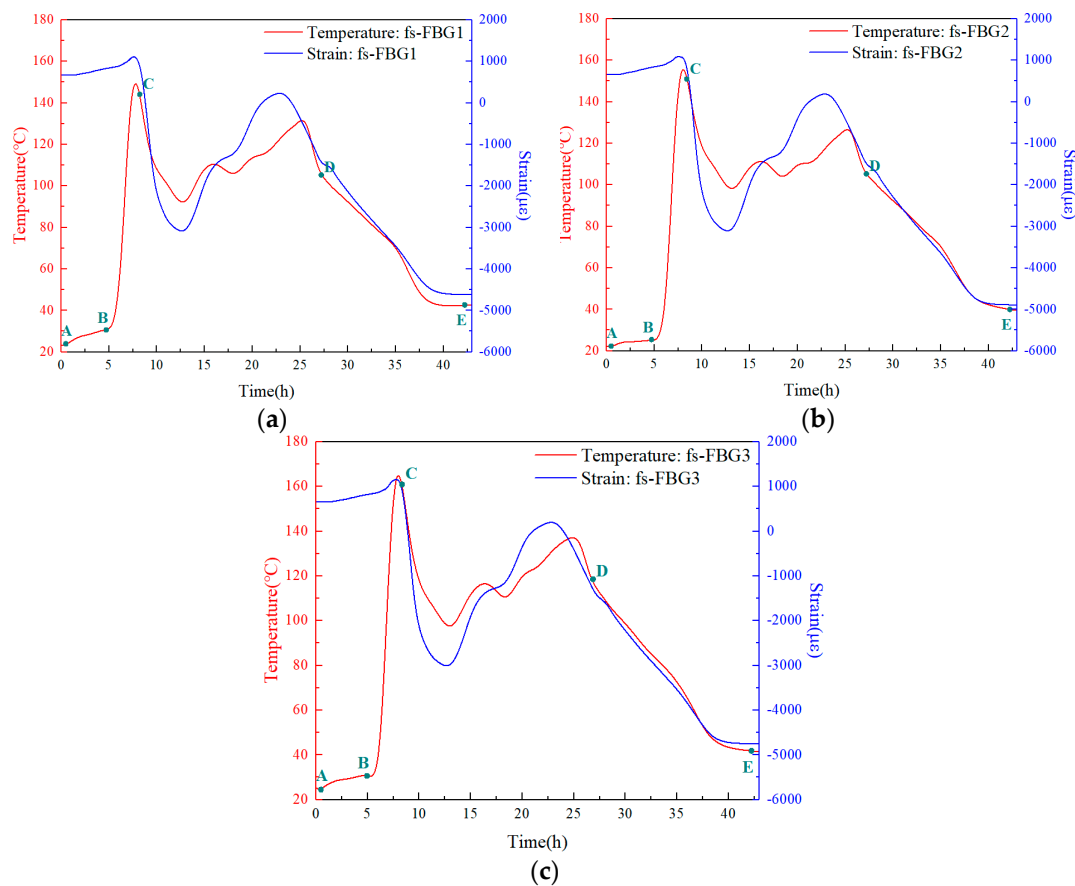 180
160
140
120
100
80
60
40
20
Temperature(°C)
Temperature: fs-FBG1
Strain: fs-FBG1
A
B
C
D
E
2000
1000
0
-1000
-2000
-3000
-4000
-5000
-6000
Strain(με)
0 5 10 15 20 25 30 35 40
Time(h)
(a)
180
160
140
120
100
80
60
40
20
Temperature(°C)
Temperature: fs-FBG2
Strain: fs-FBG2
A
B
C
D
E
2000
1000
0
-1000
-2000
-3000
-4000
-5000
-6000
Strain(με)
0 5 10 15 20 25 30 35 40
Time(h)
(b)
180
160
140
120
100
80
60
40
20
Temperature(°C)
Temperature: fs-FBG3
Strain: fs-FBG3
A
B
C
D
E
2000
1000
0
-1000
-2000
-3000
-4000
-5000
-6000
Strain(με)
0 5 10 15 20 25 30 35 40
Time(h)
(c)